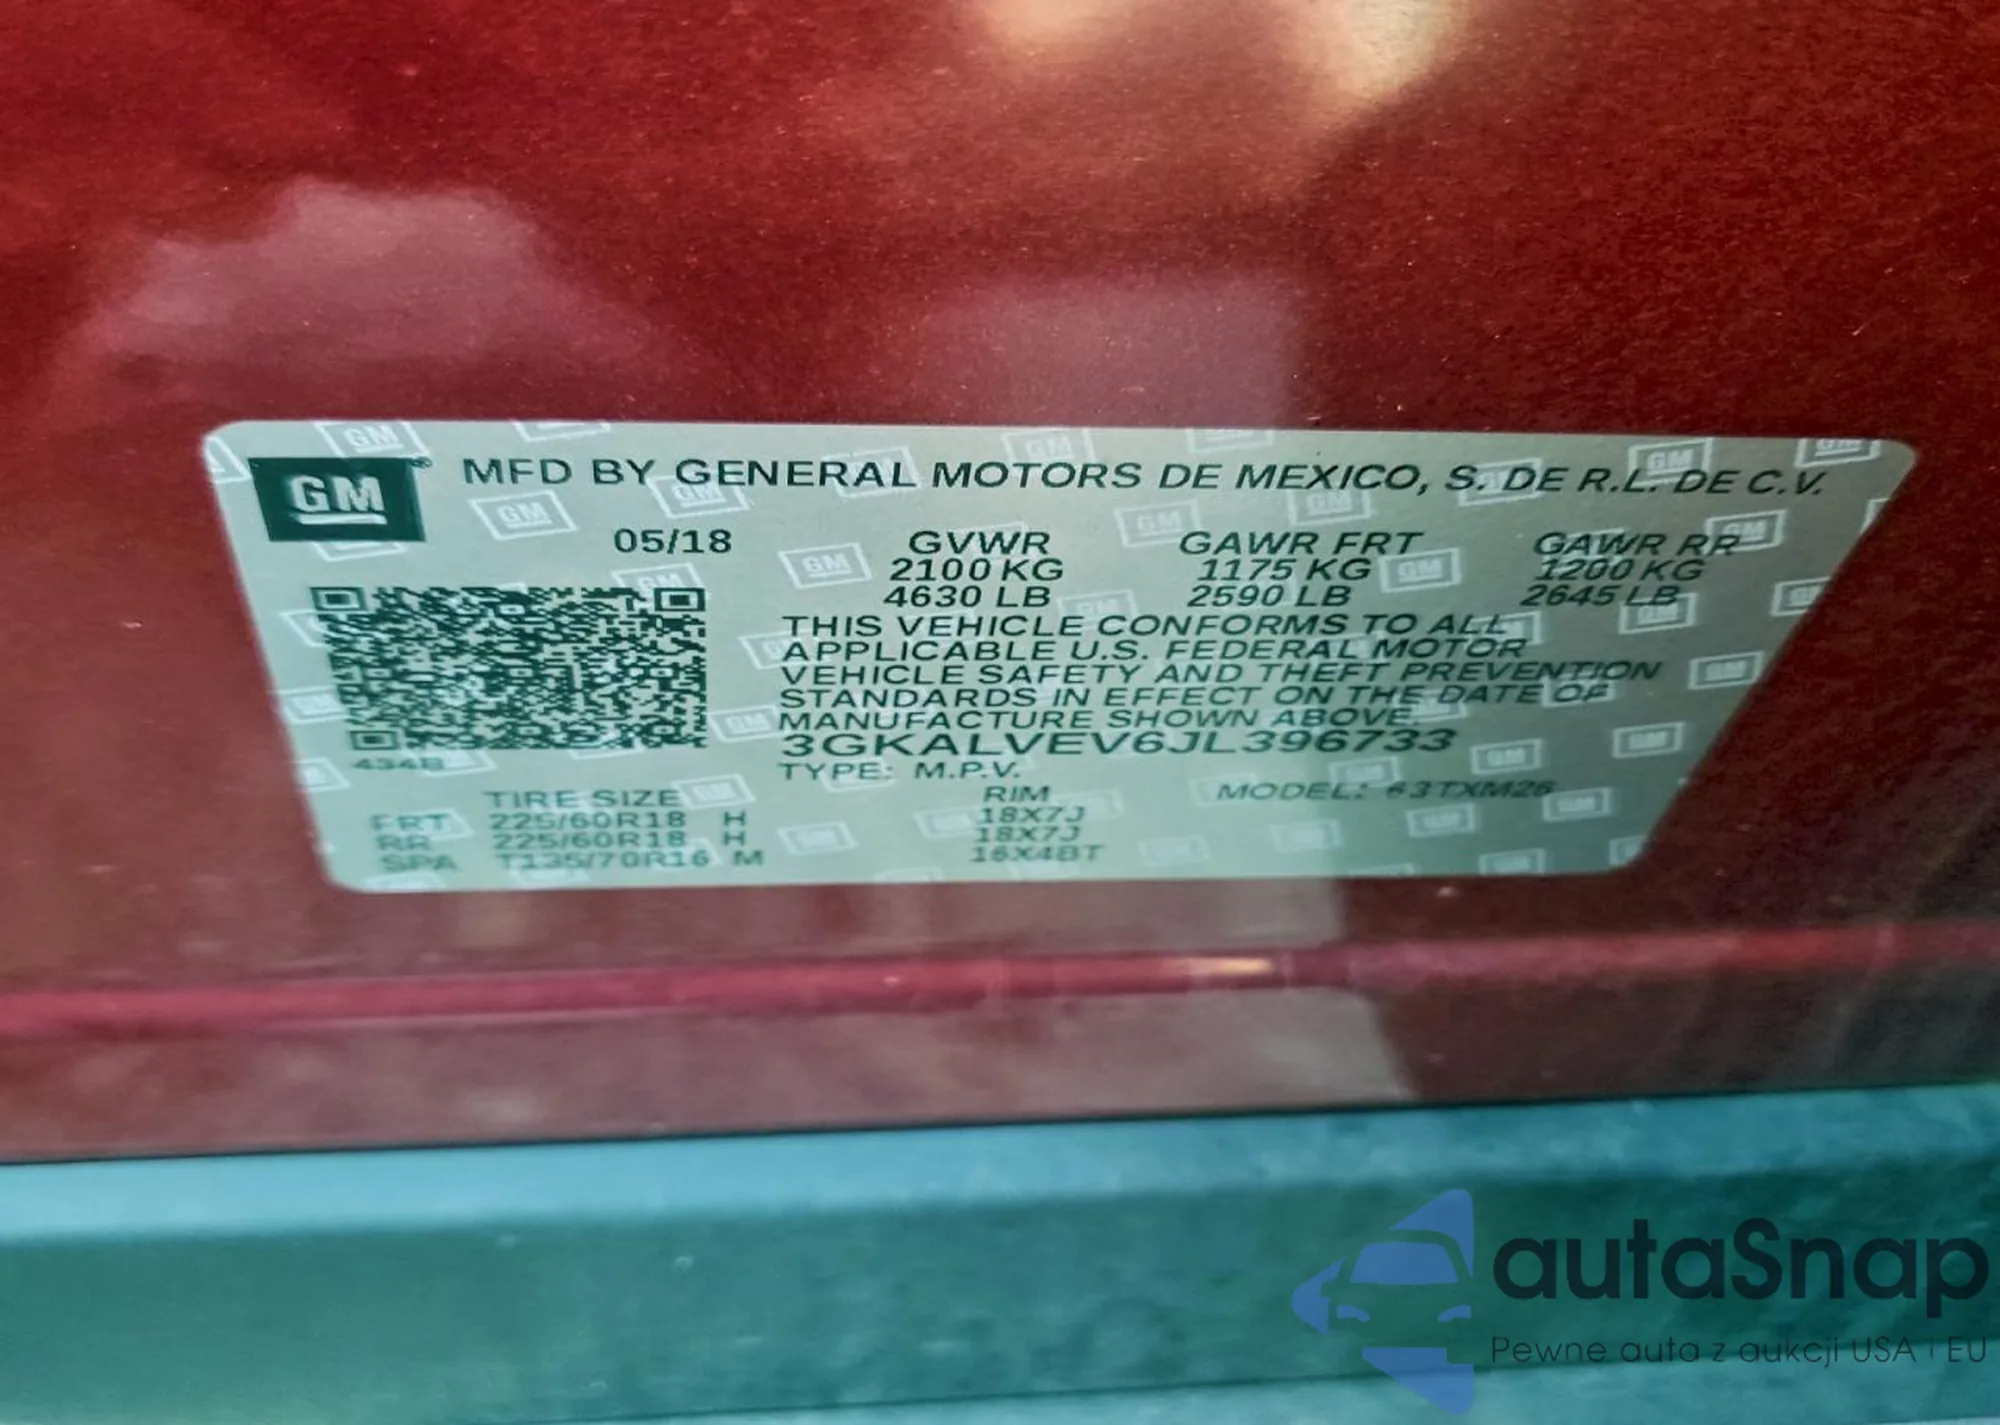 GM® MFD BY GENERAL MOTORS DE MEXICO, S. DE R.L. DE C.V.
05/18 GVWR GAWR FRT GAWR RR
2100 KG 1175 KG 1200 KG
4630 LB 2590 LB 2645 LB
THIS VEHICLE CONFORMS TO ALL
APPLICABLE U.S. FEDERAL MOTOR
VEHICLE SAFETY AND THEFT PREVENTION
STANDARDS IN EFFECT ON THE DATE OF
MANUFACTURE SHOWN ABOVE.
3GKALVEV6JL396733
434B
TYPE: M.P.V.
TIRE SIZE RIM MODEL: 63TXM26
FRT 225/60R18 H 18X7J
RR 225/60R18 H 18X7J
SPA T135/70R16 M 16X4BT
autaSnap
Pewne auta z aukcji USA i EU